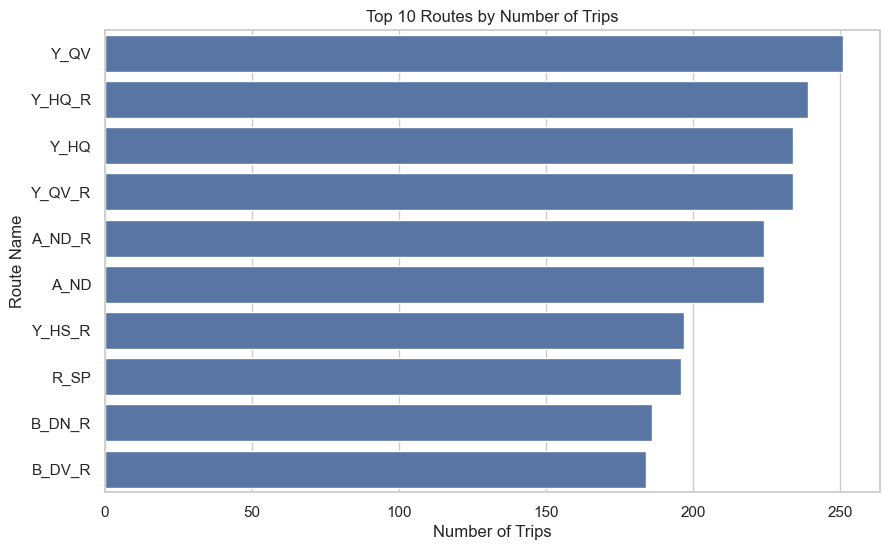 Top 10 Routes by Number of Trips
Y_QV
Y_HQ_R
Y_HQ
Y_QV_R
A_ND_R
A_ND
Y_HS_R
R_SP
B_DN_R
B_DV_R
Route Name
0 50 100 150 200 250
Number of Trips